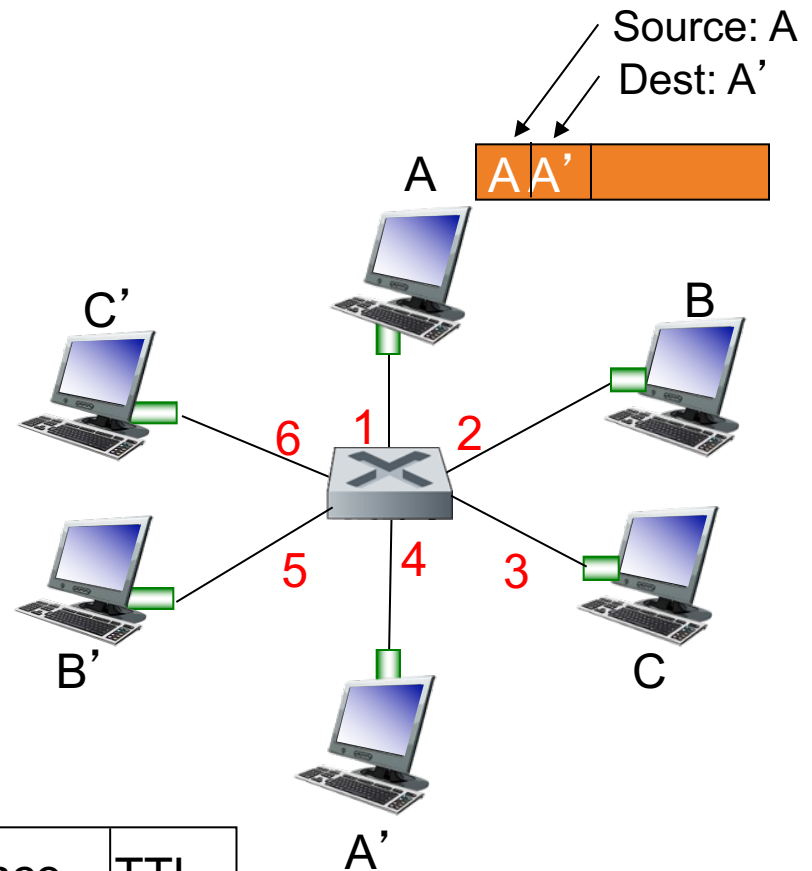 Source: A
Dest: A’
A
A A’
C’
B
6 1 2
5 4 3
B’
C
A’
TTL